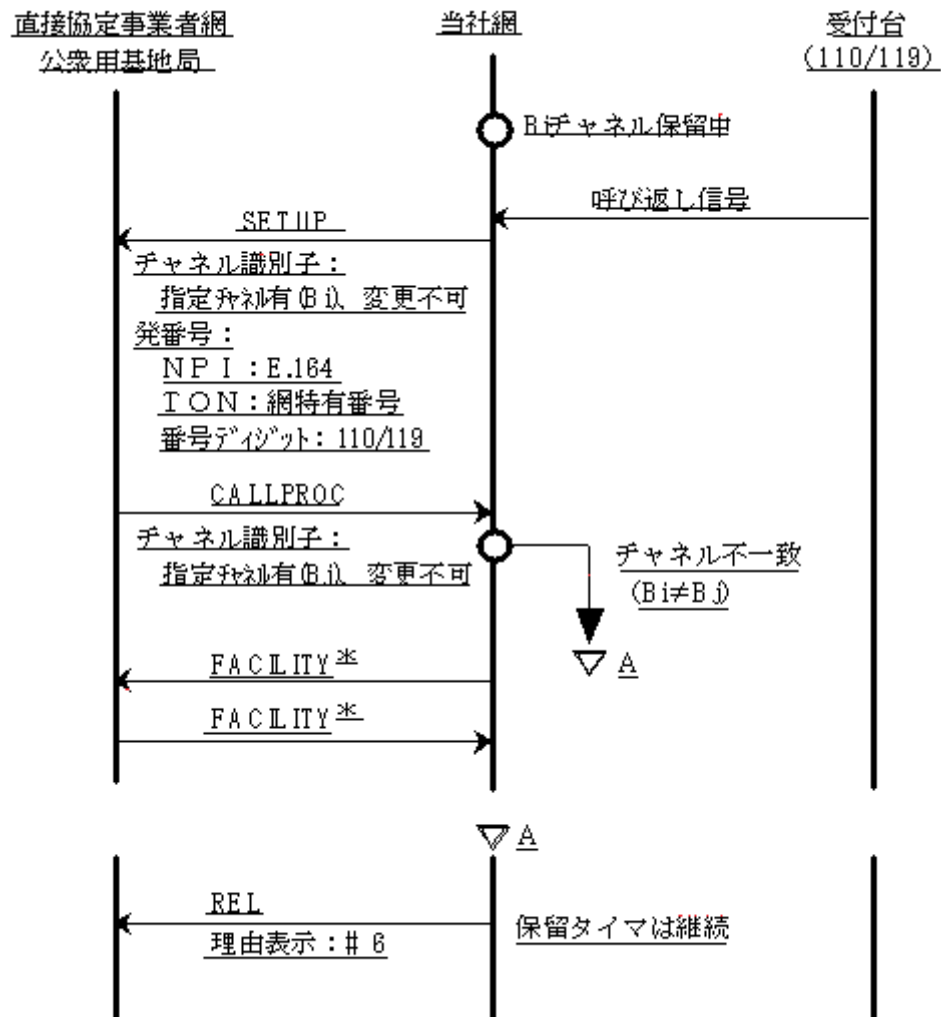 直接協定事業者網
公衆用基地局
当社網
受付台
(110/119)
Biチャネル保留中
呼び返し信号
SETUP
チャネル識別子：
指定チャネル有(Bi)、変更不可
発番号：
ＮＰＩ：E.164
ＴＯＮ：網特有番号
番号ディジット：110/119
CALLPROC
チャネル識別子：
指定チャネル有(Bj)、変更不可
チャネル不一致
(Bi≠Bj)
A
FACILITY*
FACILITY*
A
REL
理由表示：＃6
保留タイマは継続